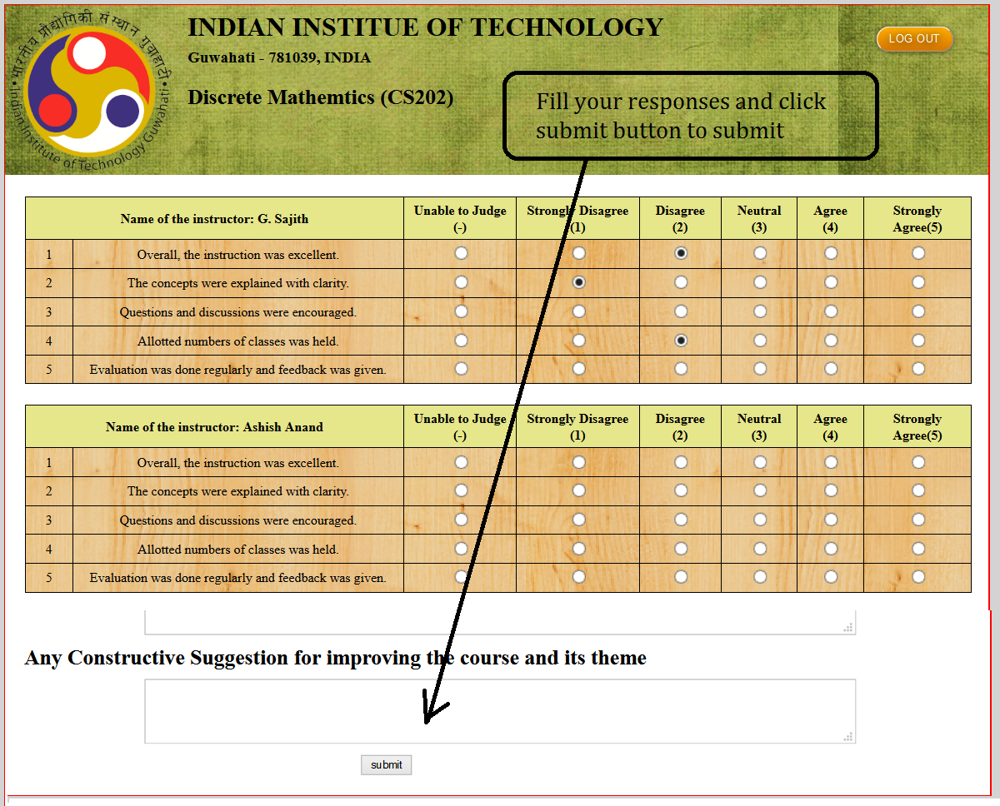 भारतीय प्रौद्योगिकी संस्थान गुवाहाटी
Indian Institute of Technology Guwahati
INDIAN INSTITUE OF TECHNOLOGY
Guwahati - 781039, INDIA
Discrete Mathemtics (CS202)
LOG OUT
Fill your responses and click
submit button to submit
Name of the instructor: G. Sajith Unable to Judge (-) Strongly Disagree (1) Disagree (2) Neutral (3) Agree (4) Strongly Agree(5)
1 Overall, the instruction was excellent.
2 The concepts were explained with clarity.
3 Questions and discussions were encouraged.
4 Allotted numbers of classes was held.
5 Evaluation was done regularly and feedback was given.
Name of the instructor: Ashish Anand Unable to Judge (-) Strongly Disagree (1) Disagree (2) Neutral (3) Agree (4) Strongly Agree(5)
1 Overall, the instruction was excellent.
2 The concepts were explained with clarity.
3 Questions and discussions were encouraged.
4 Allotted numbers of classes was held.
5 Evaluation was done regularly and feedback was given.
Any Constructive Suggestion for improving the course and its theme
submit